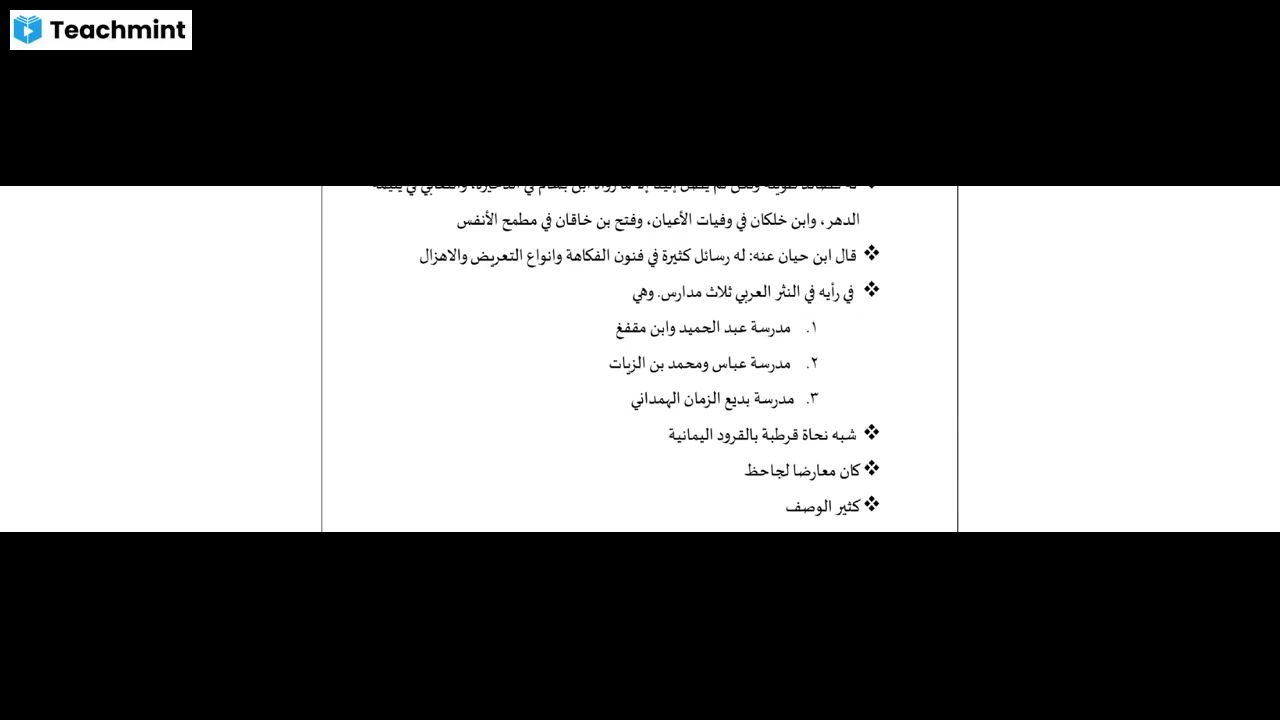 Teachmint
الدهر، وابن خلكان في وفيات الأعيان، وفتح بن خاقان في مطمح الأنفس
❖ قال ابن حيان عنه: له رسائل كثيرة في فنون الفكاهة وانواع التعريض والاهزال
❖ في رأيه في النثر العربي ثلاث مدارس. وهي
١. مدرسة عبد الحميد وابن مقفغ
٢. مدرسة عباس ومحمد بن الزيات
٣. مدرسة بديع الزمان الهمداني
❖ شبه نحاة قرطبة بالقرود اليمانية
❖ كان معارضا لجاحظ
❖ كثير الوصف